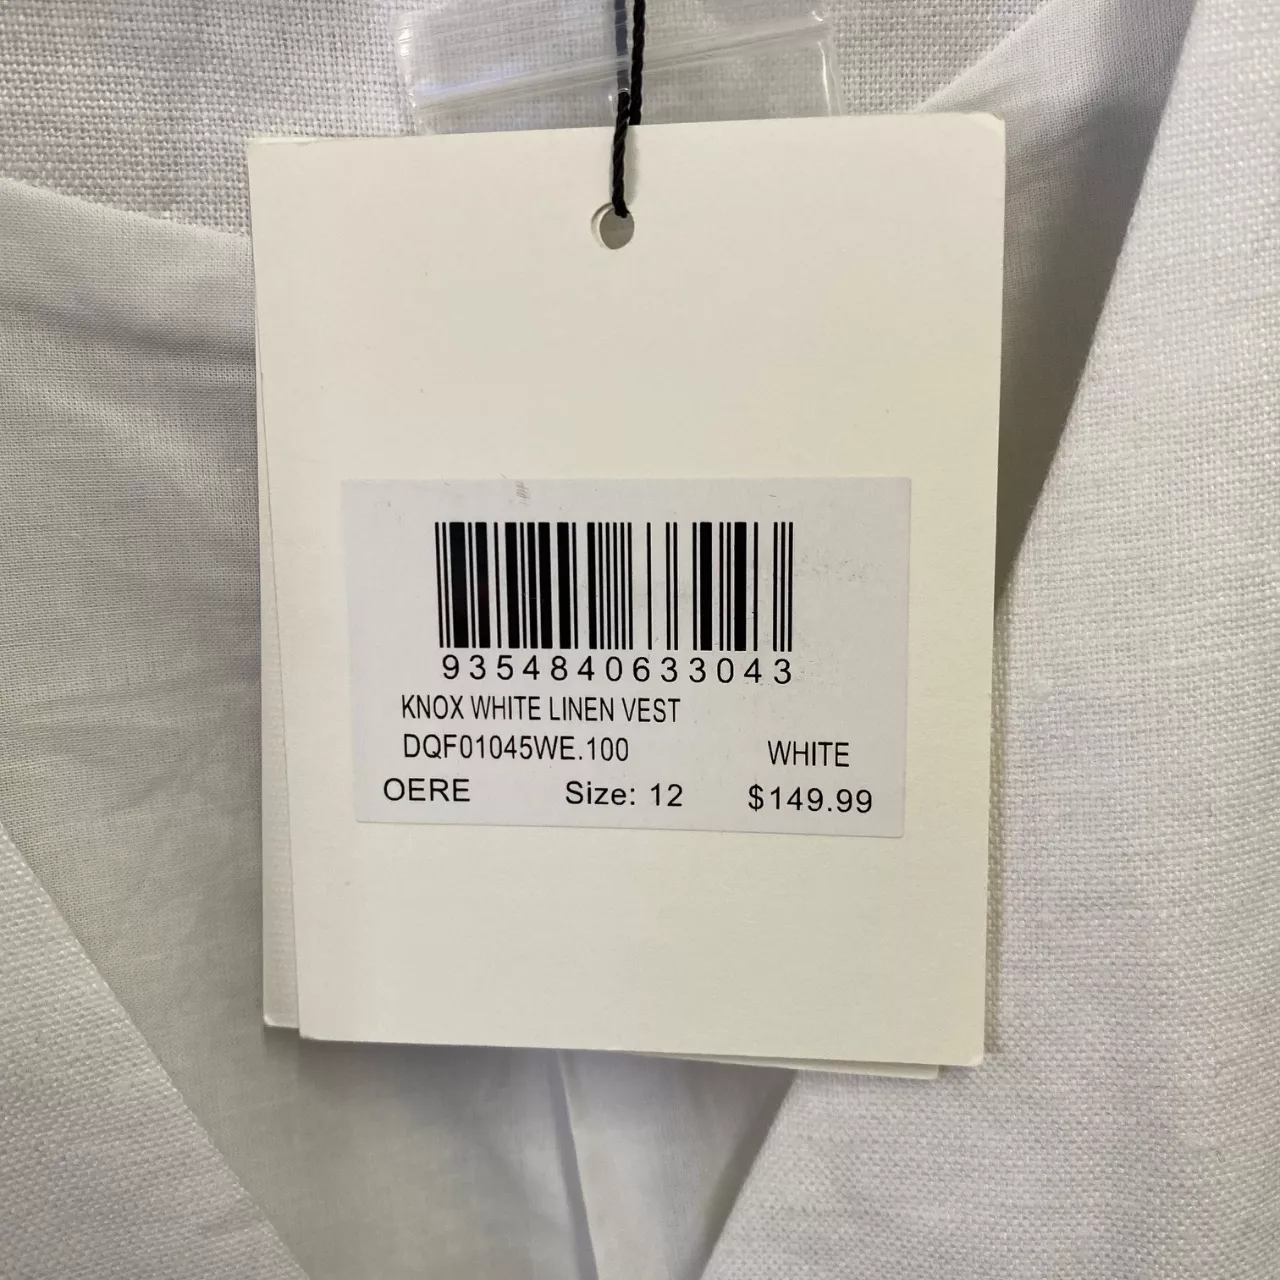 9354840633043
KNOX WHITE LINEN VEST
DQF01045WE.100 WHITE
OERE Size: 12 $149.99